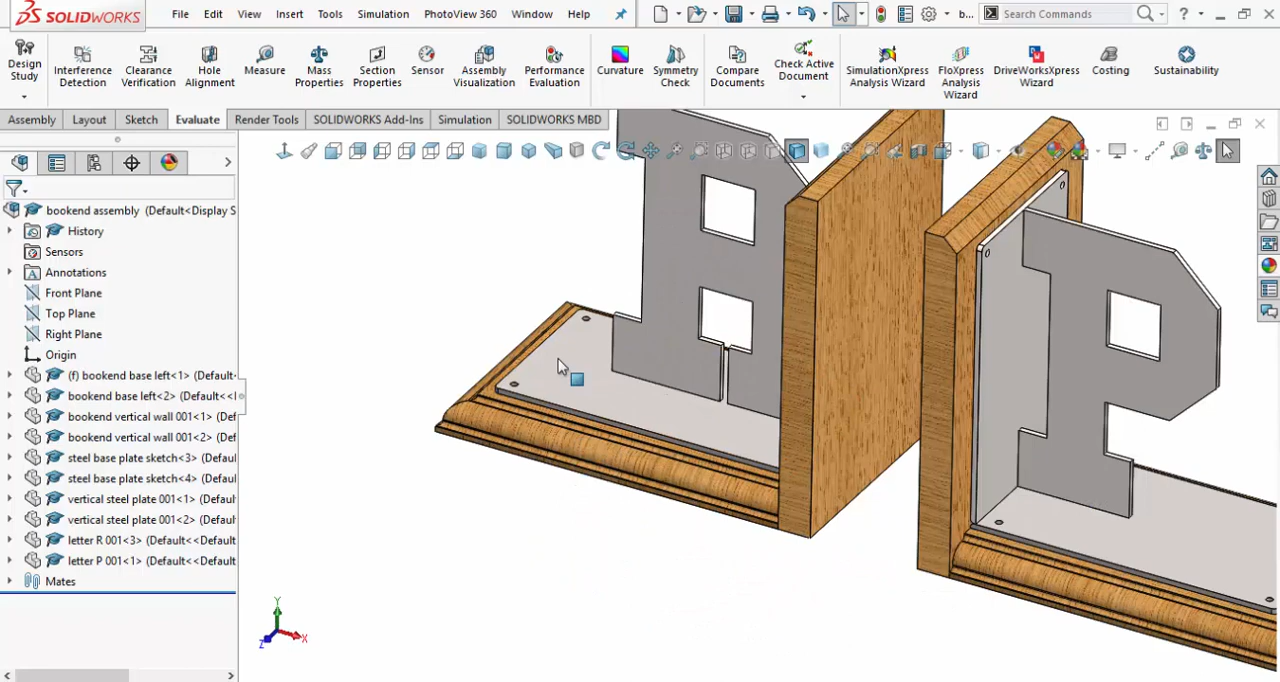 SOLIDWORKS File Edit View Insert Tools Simulation PhotoView 360 Window Help b... Search Commands ?
Design Study
Interference Detection
Clearance Verification
Hole Alignment
Measure
Mass Properties
Section Properties
Sensor
Assembly Visualization
Performance Evaluation
Curvature
Symmetry Check
Compare Documents
Check Active Document
SimulationXpress Analysis Wizard
FloXpress Analysis Wizard
DriveWorksXpress Wizard
Costing
Sustainability
Assembly Layout Sketch Evaluate Render Tools SOLIDWORKS Add-Ins Simulation SOLIDWORKS MBD
bookend assembly (Default<Display S
History
Sensors
Annotations
Front Plane
Top Plane
Right Plane
Origin
(f) bookend base left<1> (Default
bookend base left<2> (Default<<
bookend vertical wall 001<1> (Def
bookend vertical wall 001<2> (Def
steel base plate sketch<3> (Defaul
steel base plate sketch<4> (Defaul
vertical steel plate 001<1> (Default
vertical steel plate 001<2> (Default
letter R 001<3> (Default<<Default
letter P 001<1> (Default<<Default
Mates
Y
Z X